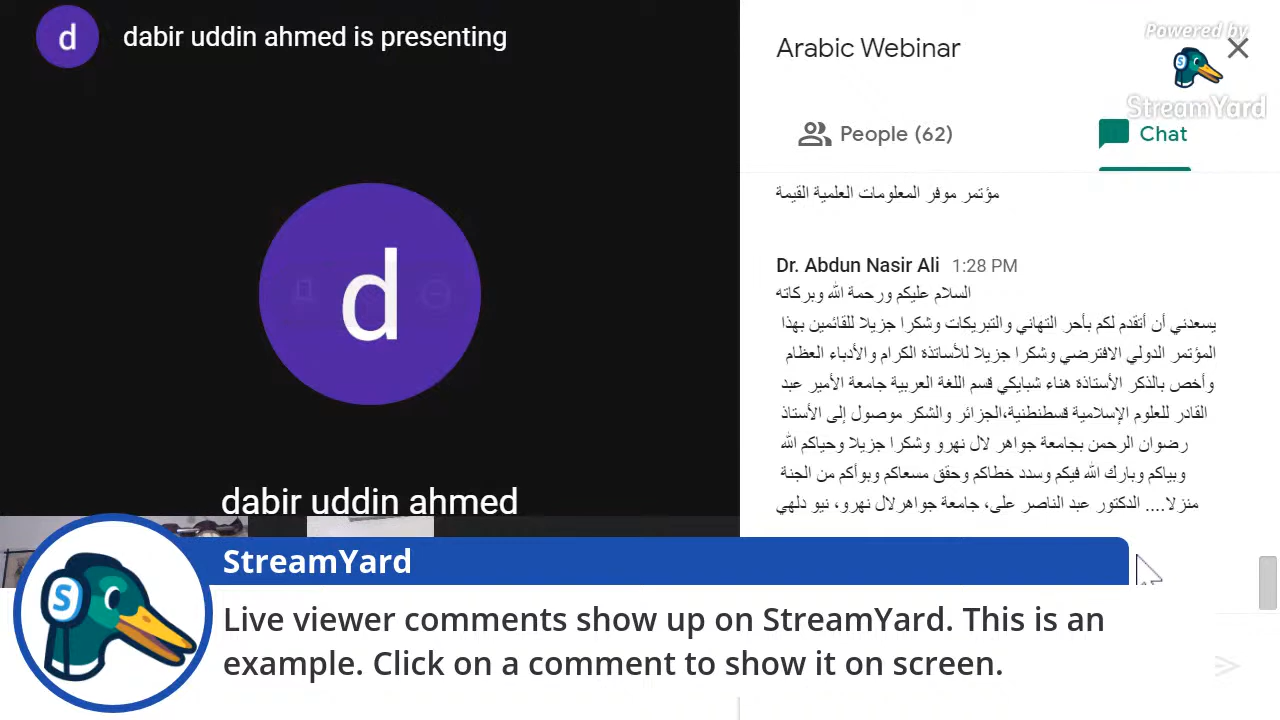 d
dabir uddin ahmed is presenting
d
dabir uddin ahmed
Arabic Webinar
Powered by
StreamYard
People (62)
Chat
مؤتمر موفر المعلومات العلمية القيمة
Dr. Abdun Nasir Ali 1:28 PM
السلام عليكم ورحمة الله وبركاته
يسعدني أن أتقدم لكم بأحر التهاني والتبريكات وشكرا جزيلا للقائمين بهذا
المؤتمر الدولي الافترضي وشكرا جزيلا للأساتذة الكرام والأدباء العظام
وأخص بالذكر الأستاذة هناء شبايكي قسم اللغة العربية جامعة الأمير عبد
القادر للعلوم الإسلامية قسطنطنية،الجزائر والشكر موصول إلى الأستاذ
رضوان الرحمن بجامعة جواهر لال نهرو وشكرا جزيلا وحياكم الله
وبياكم وبارك الله فيكم وسدد خطاكم وحقق مسعاكم وبوأكم من الجنة
منزلا.... الدكتور عبد الناصر على، جامعة جواهرلال نهرو، نيو دلهي
S
StreamYard
Live viewer comments show up on StreamYard. This is an
example. Click on a comment to show it on screen.